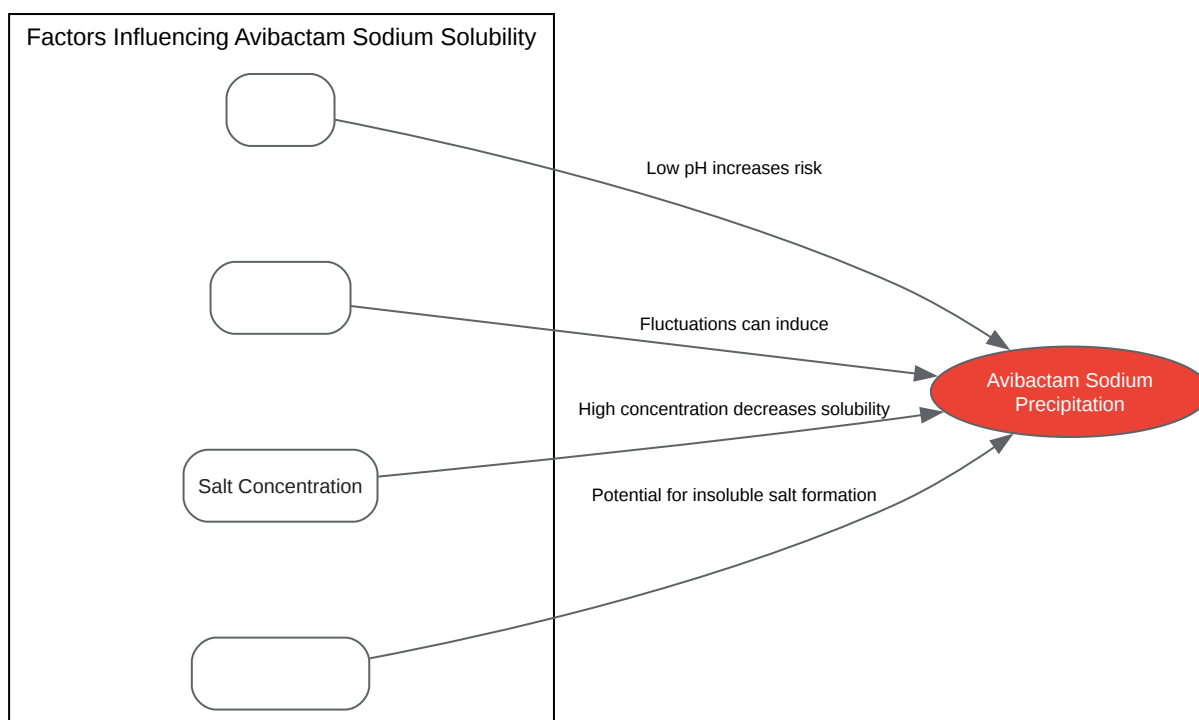 Factors Influencing Avibactam Sodium Solubility
Low pH increases risk
Fluctuations can induce
Avibactam Sodium
Precipitation
High concentration decreases solubility
Salt Concentration
Potential for insoluble salt formation